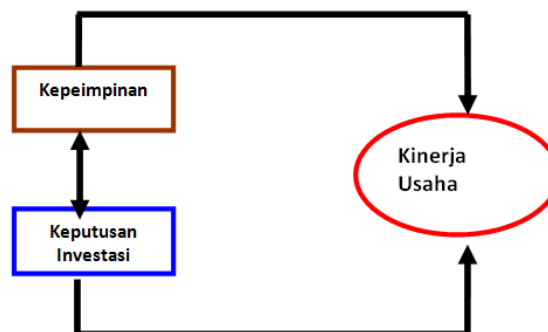 Kepeimpinan
Kinerja
Usaha
Keputusan
Investasi